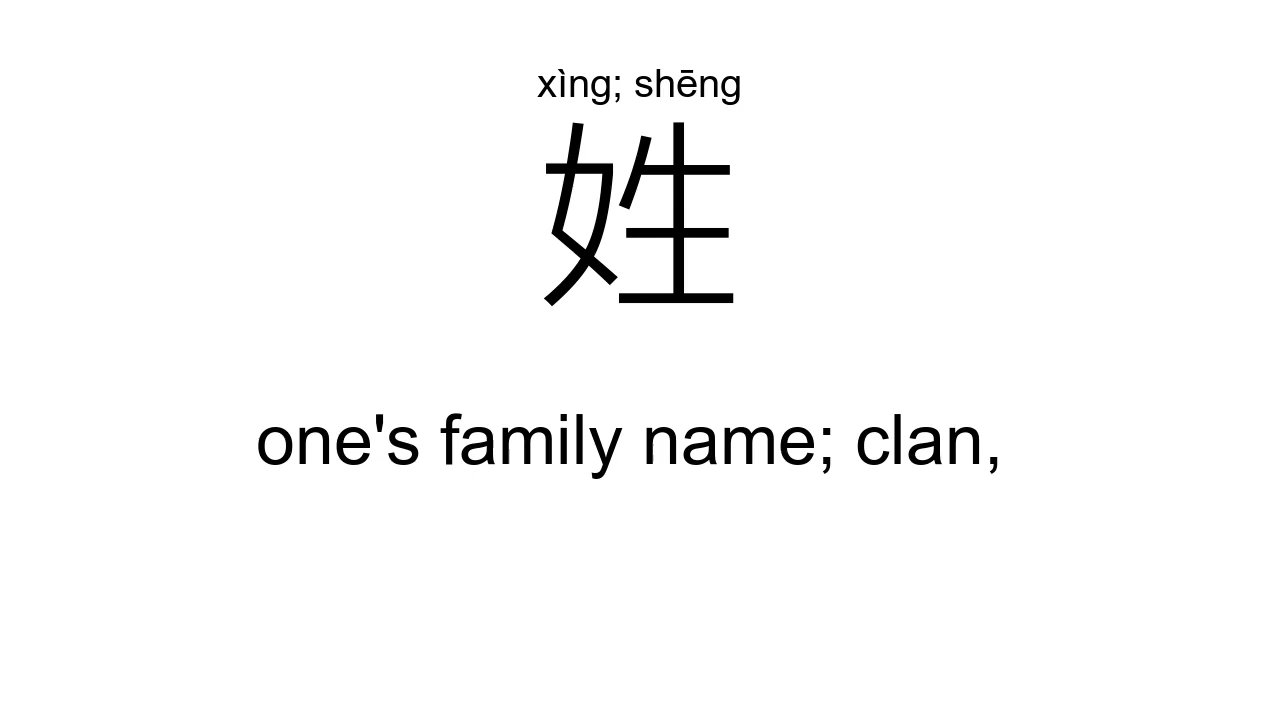 xìng; shēng
姓
one's family name; clan,